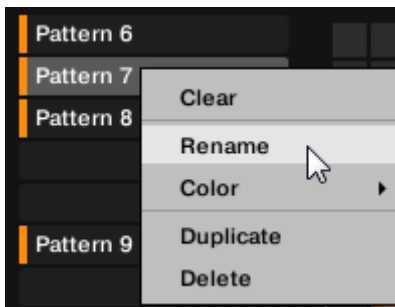 Pattern 6
Pattern 7
Pattern 8
Pattern 9
Clear
Rename
Color
Duplicate
Delete